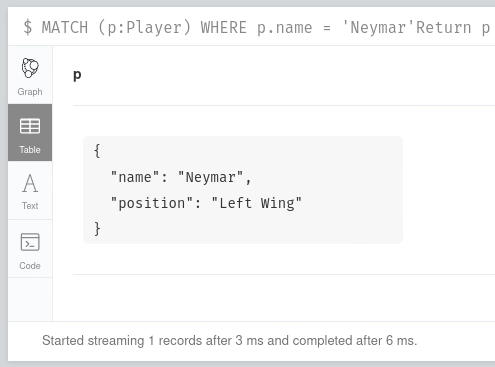 $ MATCH (p:Player) WHERE p.name = 'Neymar'Return p
Graph
p
Table
{
"name": "Neymar",
"position": "Left Wing"
}
Text
Code
Started streaming 1 records after 3 ms and completed after 6 ms.